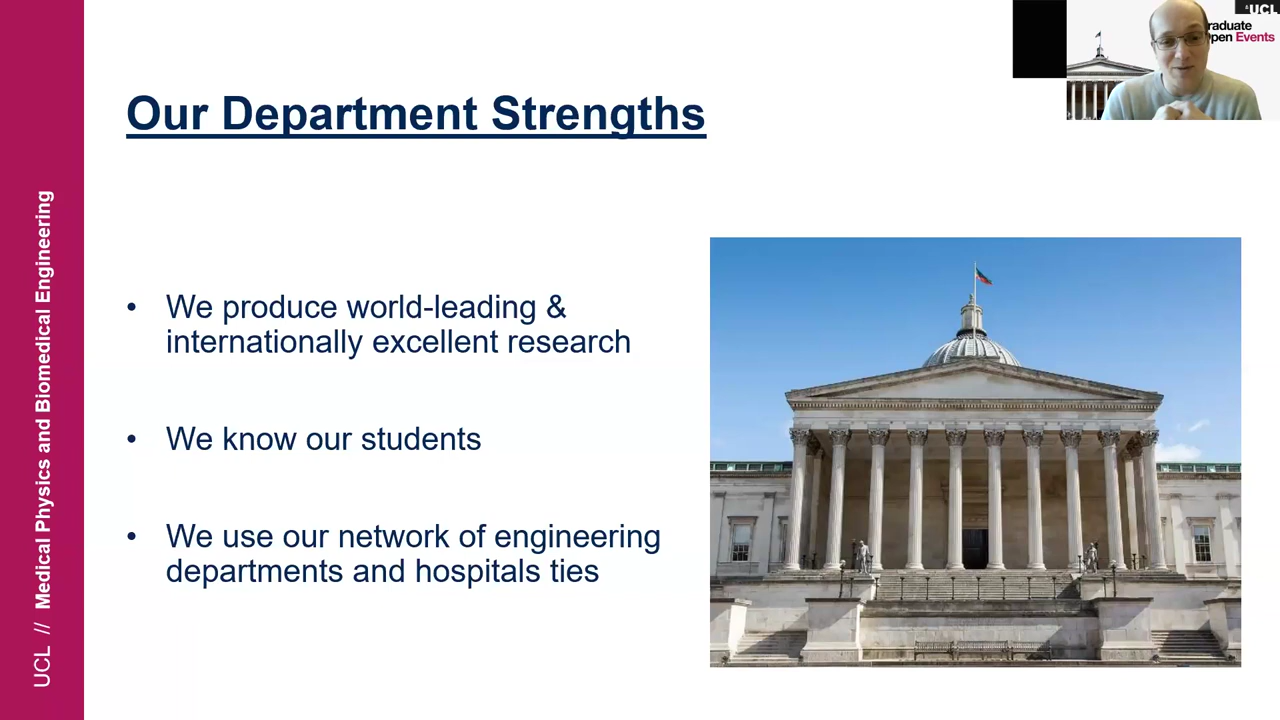 UCL
raduate
pen Events
Our Department Strengths
• We produce world-leading &
internationally excellent research
• We know our students
• We use our network of engineering
departments and hospitals ties
UCL // Medical Physics and Biomedical Engineering